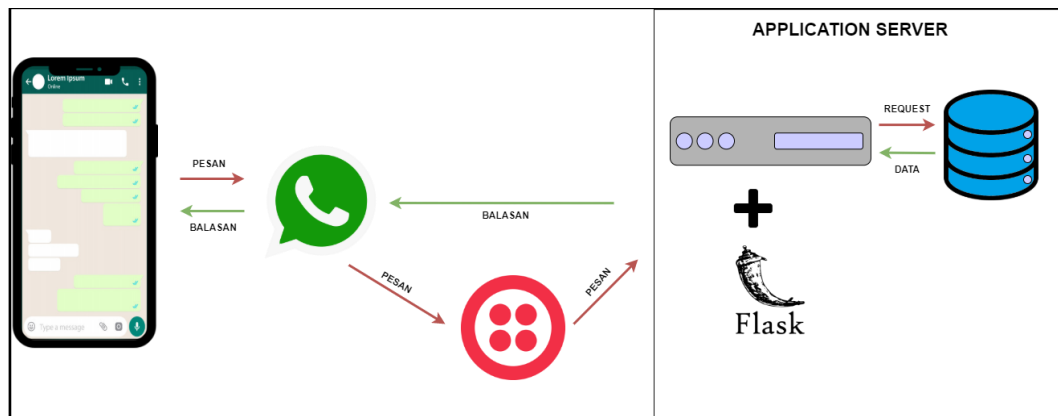 APPLICATION SERVER
Lorem Ipsum
Online
REQUEST
DATA
PESAN
BALASAN
BALASAN
PESAN
PESAN
Flask
Type a message